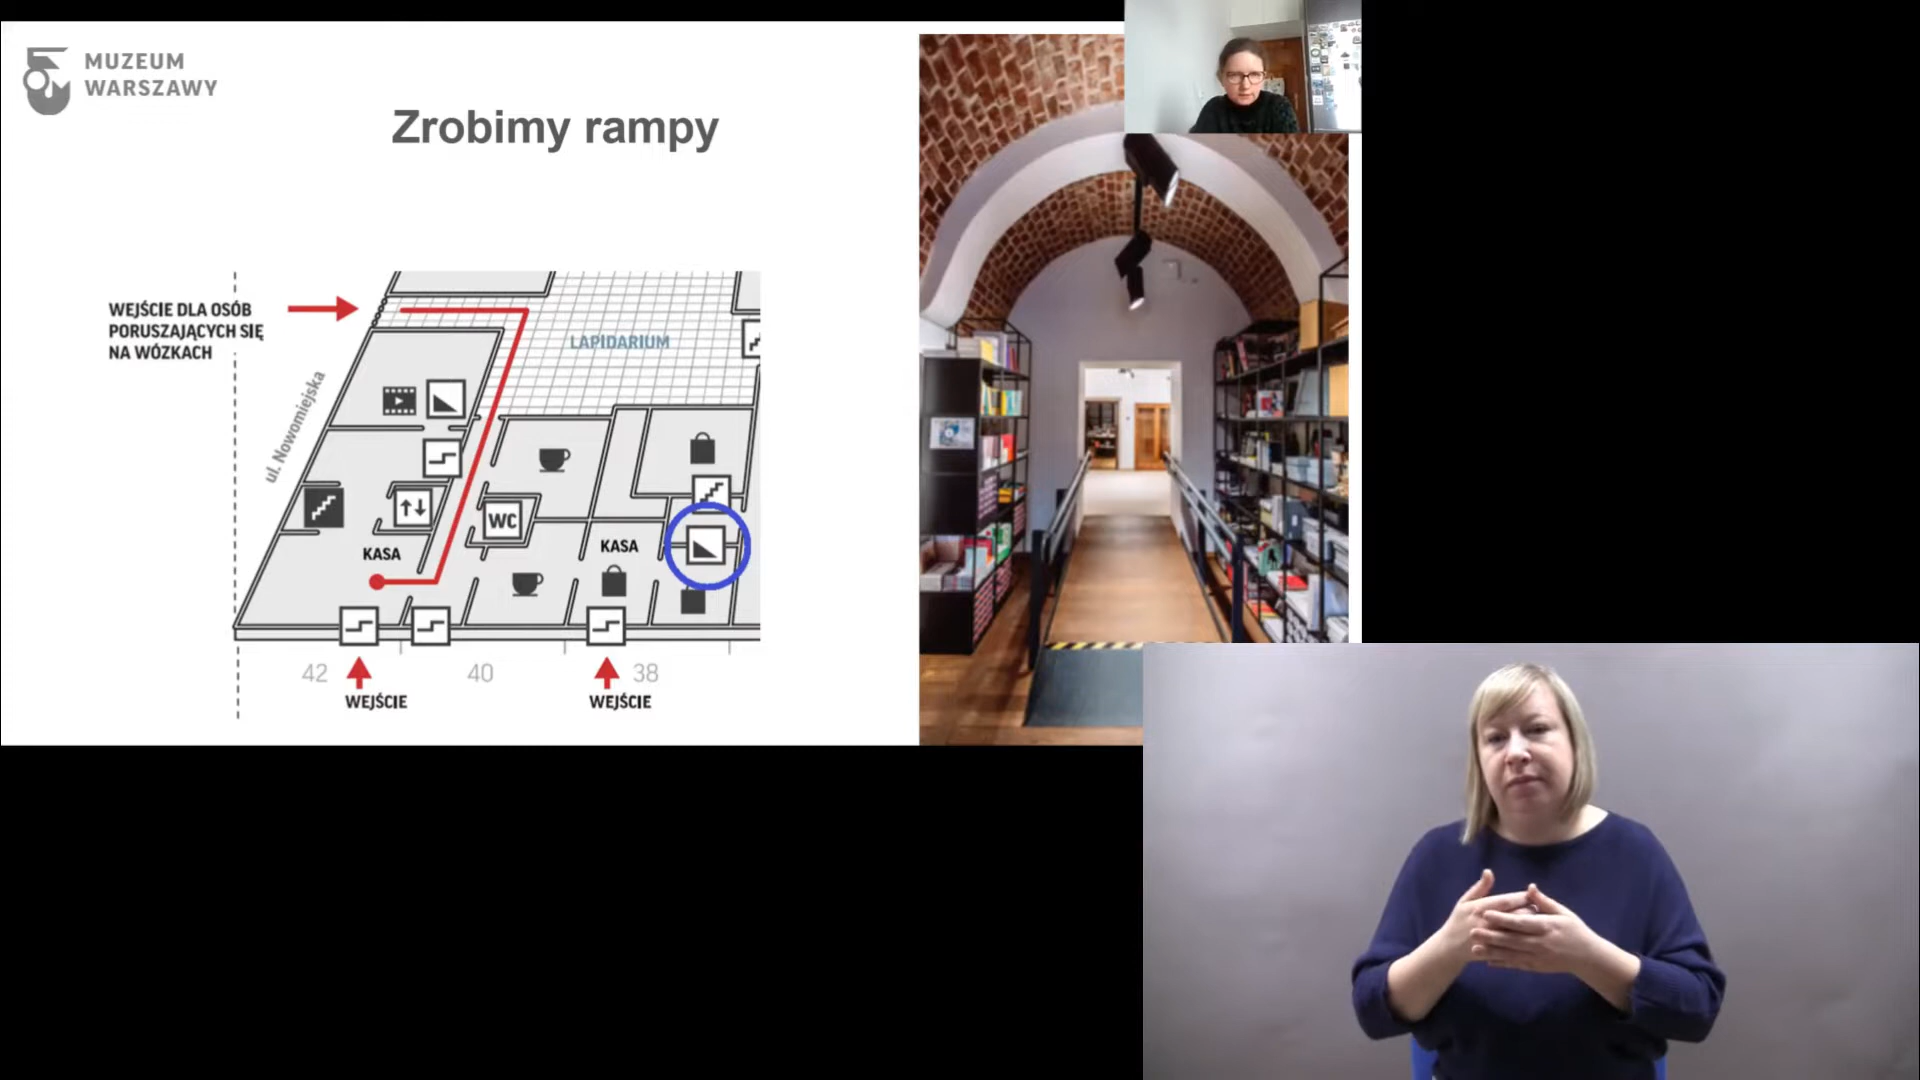 MUZEUM
WARSZAWY
Zrobimy rampy
WEJŚCIE DLA OSÓB
PORUSZAJĄCYCH SIĘ
NA WÓZKACH
LAPIDARIUM
ul. Nowomiejska
WC
KASA
KASA
42
40
38
WEJŚCIE
WEJŚCIE